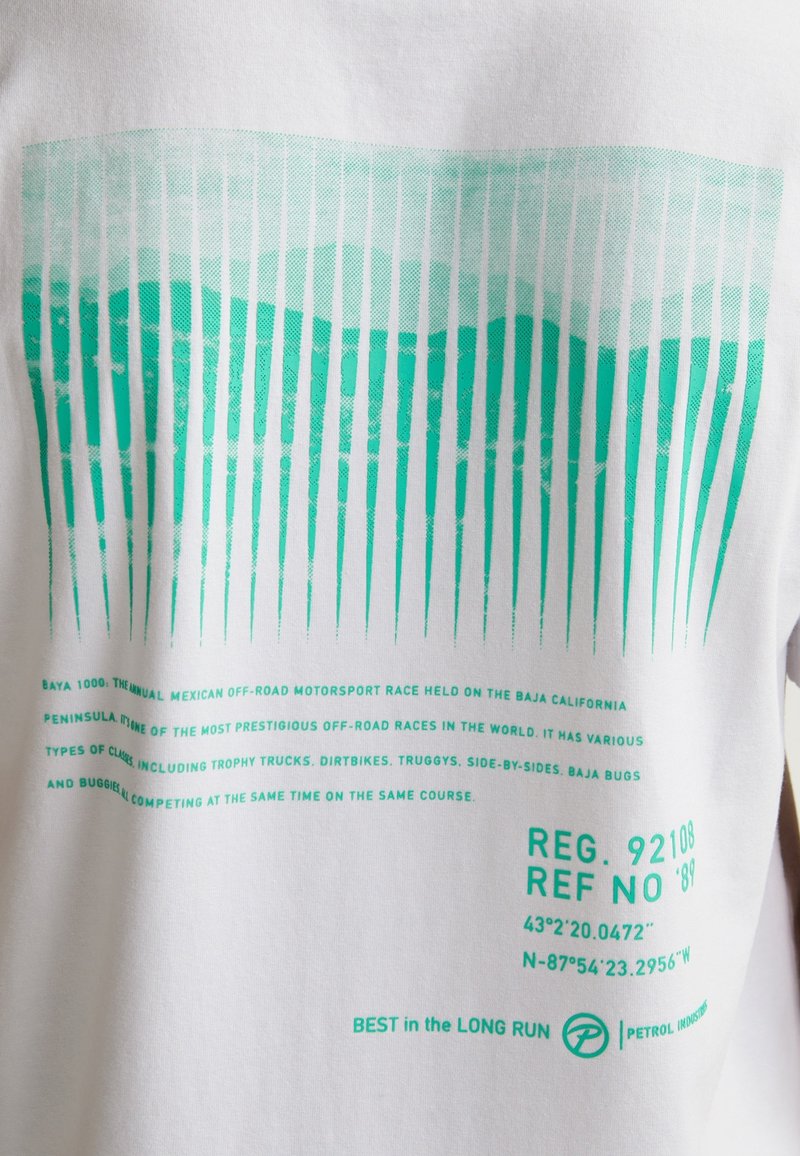 BAYA 1000: THE ANNUAL MEXICAN OFF-ROAD MOTORSPORT RACE HELD ON THE BAJA CALIFORNIA
PENINSULA. IT'S ONE OF THE MOST PRESTIGIOUS OFF-ROAD RACES IN THE WORLD. IT HAS VARIOUS
TYPES OF CLASSES, INCLUDING TROPHY TRUCKS, DIRTBIKES, TRUGGYS, SIDE-BY-SIDES, BAJA BUGS
AND BUGGIES ALL COMPETING AT THE SAME TIME ON THE SAME COURSE.
REG. 92108
REF NO '89
43°2'20.0472"
N-87°54'23.2956"W
BEST in the LONG RUN P PETROL INDUSTRIES